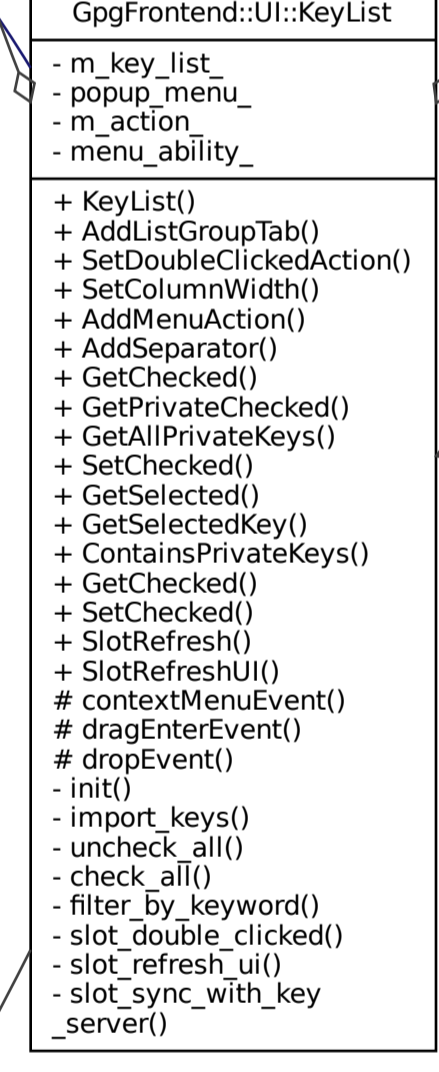 GpgFrontend::UI::KeyList
- m_key_list_
- popup_menu_
- m_action_
- menu_ability_
+ KeyList()
+ AddListGroupTab()
+ SetDoubleClickedAction()
+ SetColumnWidth()
+ AddMenuAction()
+ AddSeparator()
+ GetChecked()
+ GetPrivateChecked()
+ GetAllPrivateKeys()
+ SetChecked()
+ GetSelected()
+ GetSelectedKey()
+ ContainsPrivateKeys()
+ GetChecked()
+ SetChecked()
+ SlotRefresh()
+ SlotRefreshUI()
# contextMenuEvent()
# dragEnterEvent()
# dropEvent()
- init()
- import_keys()
- uncheck_all()
- check_all()
- filter_by_keyword()
- slot_double_clicked()
- slot_refresh_ui()
- slot_sync_with_key
_server()